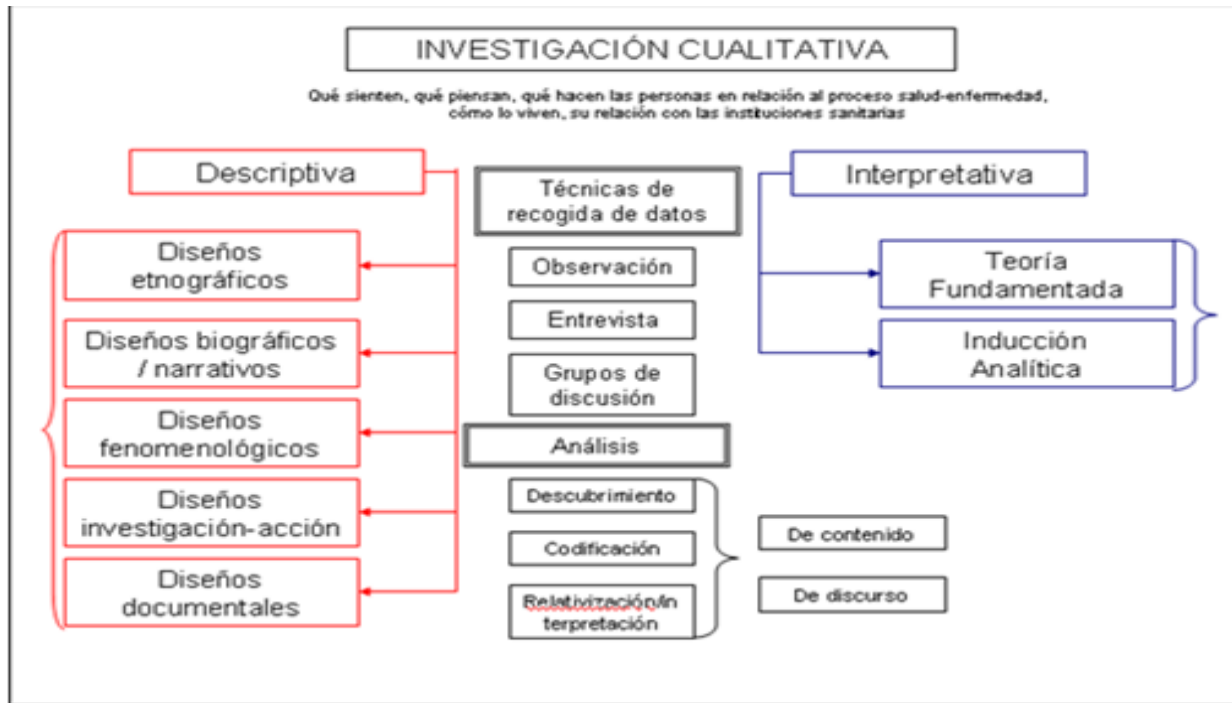 INVESTIGACIÓN CUALITATIVA
Qué sienten, qué piensan, qué hacen las personas en relación al proceso salud-enfermedad,
cómo lo viven, su relación con las instituciones sanitarias
Descriptiva
Diseños
etnográficos
Diseños biográficos
/ narrativos
Diseños
fenomenológicos
Diseños
investigación-acción
Diseños
documentales
Técnicas de
recogida de datos
Observación
Entrevista
Grupos de
discusión
Análisis
Descubrimiento
Codificación
Relativización/in
terpretación
De contenido
De discurso
Interpretativa
Teoría
Fundamentada
Inducción
Analítica